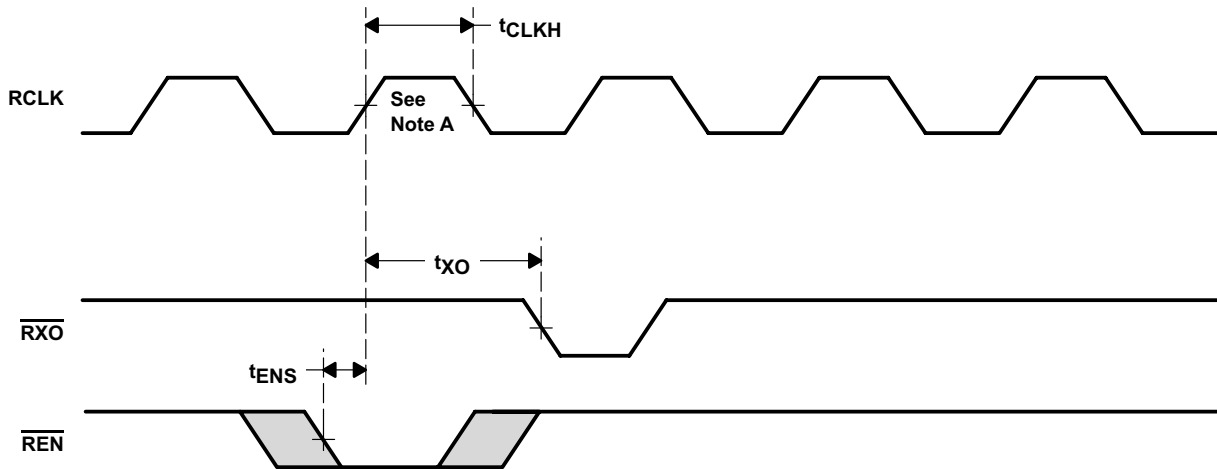 tCLKH
RCLK
See
Note A
tXO
RXO
tENS
REN